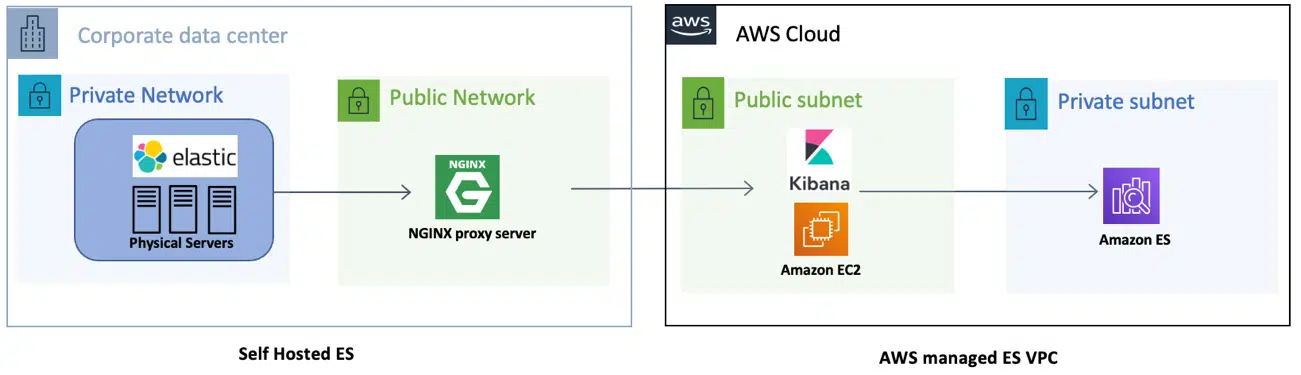 Corporate data center
Private Network
elastic
Physical Servers
Public Network
NGINX
NGINX proxy server
Self Hosted ES
aws
AWS Cloud
Public subnet
Kibana
Amazon EC2
Private subnet
Amazon ES
AWS managed ES VPC